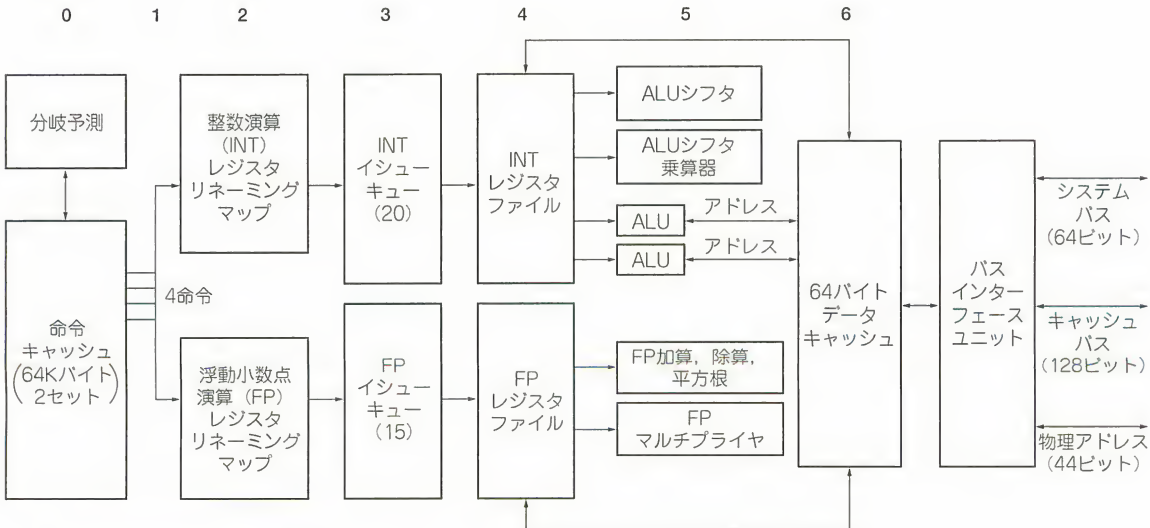 0 1 2 3 4 5 6
分岐予測
命令
キャッシュ
(64Kバイト)
2セット
4命令
整数演算
(INT)
レジスタ
リネーミング
マップ
浮動小数点
演算(FP)
レジスタ
リネーミング
マップ
INT
イシュー
キュー
(20)
FP
イシュー
キュー
(15)
INT
レジスタ
ファイル
FP
レジスタ
ファイル
ALUシフタ
ALUシフタ
乗算器
ALU
アドレス
ALU
アドレス
FP加算,除算,
平方根
FP
マルチプライヤ
64バイト
データ
キャッシュ
バス
インター
フェース
ユニット
システム
バス
(64ビット)
キャッシュ
バス
(128ビット)
物理アドレス
(44ビット)